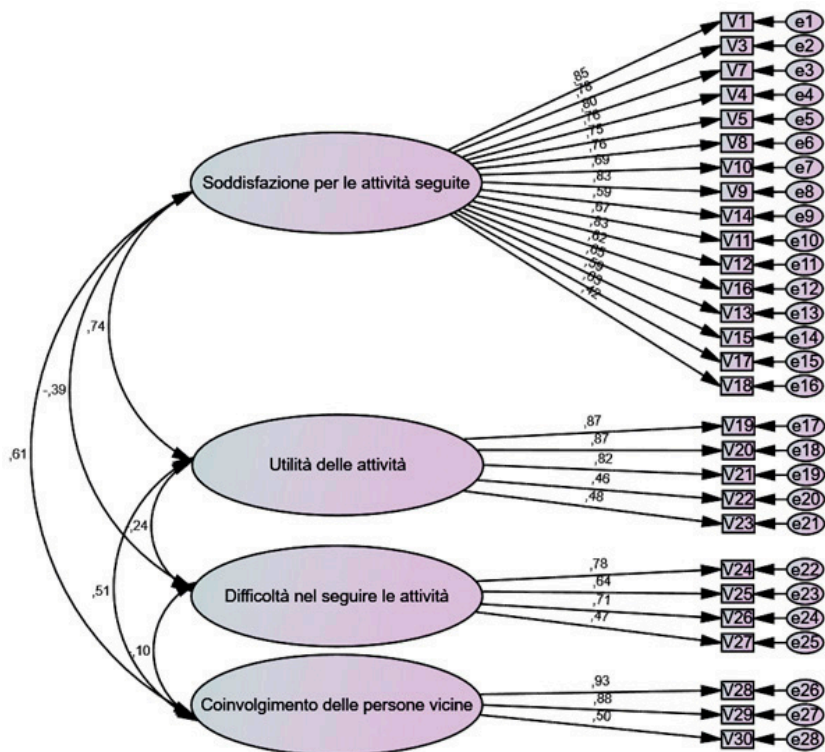 V1 e1
V3 e2
V7 e3
V4 e4
V5 e5
V8 e6
V10 e7
V9 e8
V14 e9
V11 e10
V12 e11
V16 e12
V13 e13
V15 e14
V17 e15
V18 e16
,85
,78
,80
,76
,75
,76
,69
,83
,59
,67
,42
Soddisfazione per le attività seguite
,74
-,39
,61
Utilità delle attività
,87 V19 e17
,87 V20 e18
,82 V21 e19
,46 V22 e20
,48 V23 e21
,24
,51
Difficoltà nel seguire le attività
,78 V24 e22
,64 V25 e23
,71 V26 e24
,47 V27 e25
,10
Coinvolgimento delle persone vicine
,93 V28 e26
,88 V29 e27
,50 V30 e28